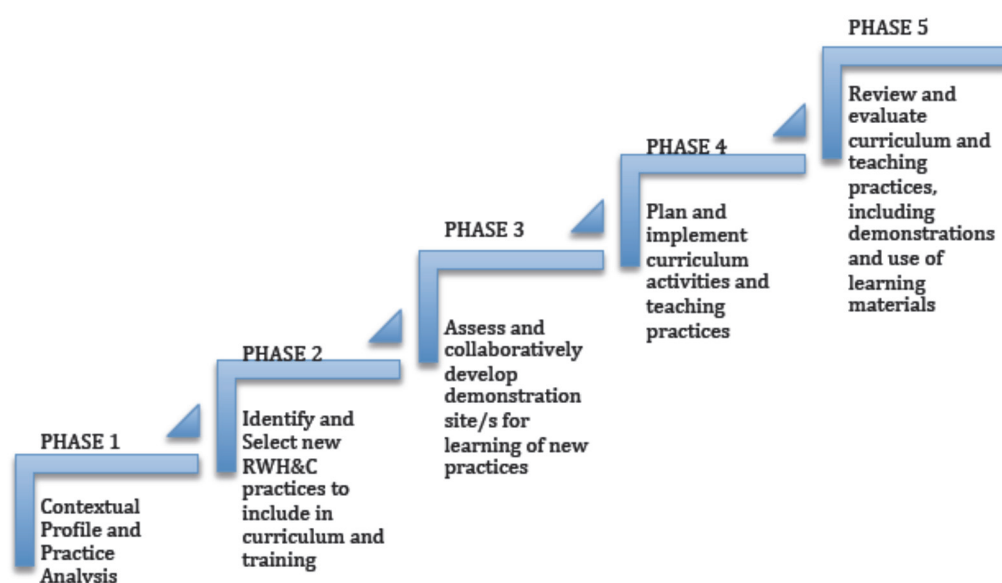 PHASE 1
Contextual
Profile and
Practice
Analysis
PHASE 2
Identify and
Select new
RWH&C
practices to
include in
curriculum and
training
PHASE 3
Assess and
collaboratively
develop
demonstration
site/s for
learning of new
practices
PHASE 4
Plan and
implement
curriculum
activities and
teaching
practices
PHASE 5
Review and
evaluate
curriculum and
teaching
practices,
including
demonstrations
and use of
learning
materials